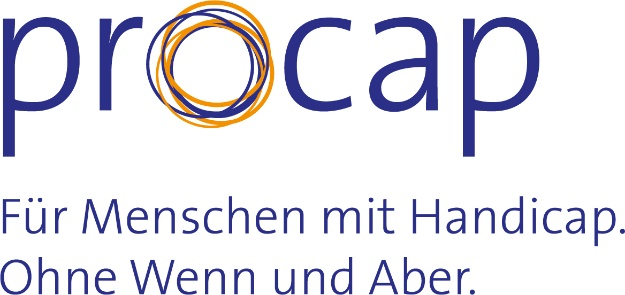 procap
Für Menschen mit Handicap.
Ohne Wenn und Aber.